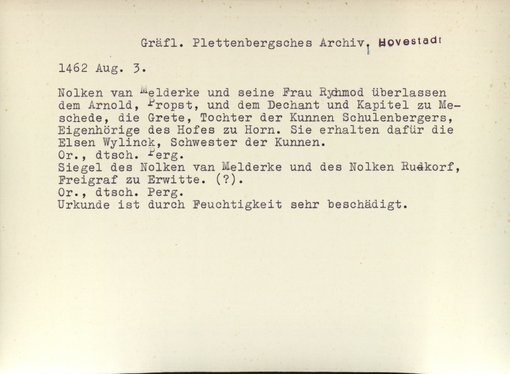 Gräfl. Plettenbergsches Archiv, Hovestadt
1462 Aug. 3.
Nolken van Melderke und seine Frau Rychmod überlassen
dem Arnold, Propst, und dem Dechant und Kapitel zu Me-
schede, die Grete, Tochter der Kunnen Schulenbergers,
Eigenhörige des Hofes zu Horn. Sie erhalten dafür die
Elsen Wylinck, Schwester der Kunnen.
Or., dtsch. Perg.
Siegel des Nolken van Melderke und des Nolken Rudkorf,
Freigraf zu Erwitte. (?).
Or., dtsch. Perg.
Urkunde ist durch Feuchtigkeit sehr beschädigt.